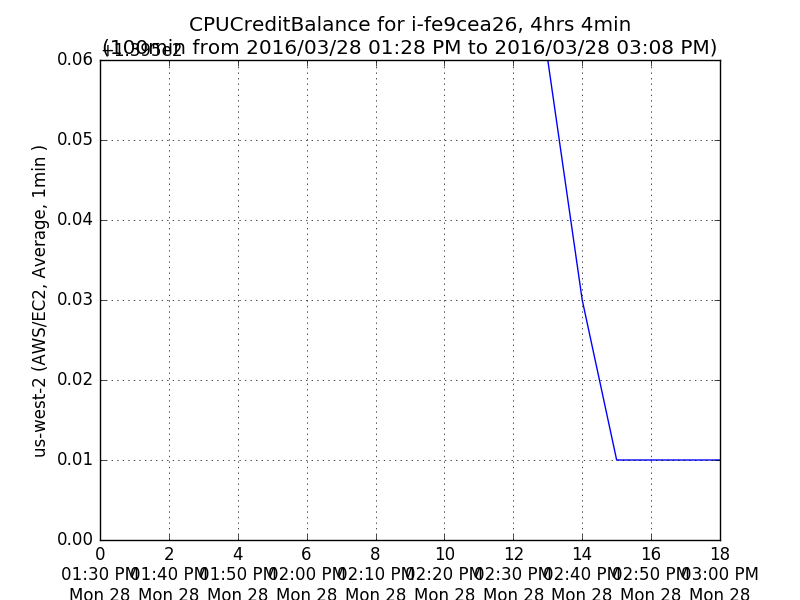 CPUCreditBalance for i-fe9cea26, 4hrs 4min
(100min from 2016/03/28 01:28 PM to 2016/03/28 03:08 PM)
+1.395e2
0.06
0.05
0.04
0.03
0.02
0.01
0.00
us-west-2 (AWS/EC2, Average, 1min )
0 2 4 6 8 10 12 14 16 18
01:30 PM 01:40 PM 01:50 PM 02:00 PM 02:10 PM 02:20 PM 02:30 PM 02:40 PM 02:50 PM 03:00 PM
Mon 28 Mon 28 Mon 28 Mon 28 Mon 28 Mon 28 Mon 28 Mon 28 Mon 28 Mon 28